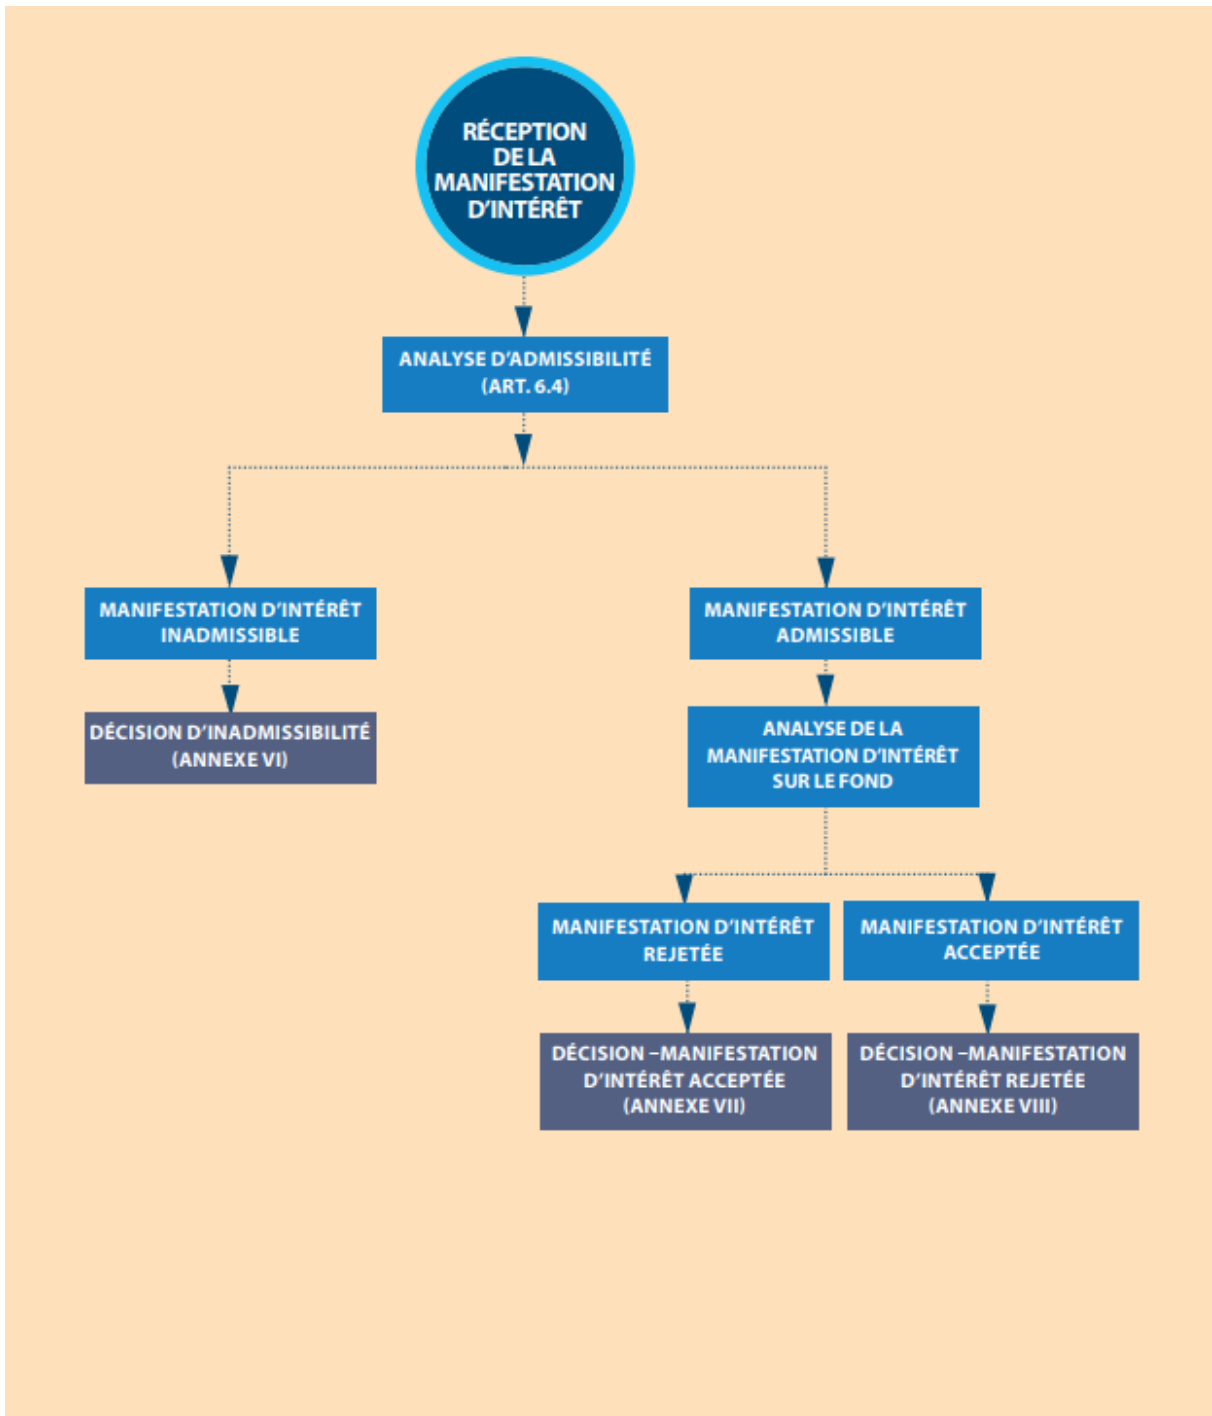 RÉCEPTION
DE LA
MANIFESTATION
D'INTÉRÊT
ANALYSE D'ADMISSIBILITÉ
(ART. 6.4)
MANIFESTATION D'INTÉRÊT
INADMISSIBLE
DÉCISION D'INADMISSIBILITÉ
(ANNEXE VI)
MANIFESTATION D'INTÉRÊT
ADMISSIBLE
ANALYSE DE LA
MANIFESTATION D'INTÉRÊT
SUR LE FOND
MANIFESTATION D'INTÉRÊT
REJETÉE
DÉCISION –MANIFESTATION
D'INTÉRÊT ACCEPTÉE
(ANNEXE VII)
MANIFESTATION D'INTÉRÊT
ACCEPTÉE
DÉCISION –MANIFESTATION
D'INTÉRÊT REJETÉE
(ANNEXE VIII)